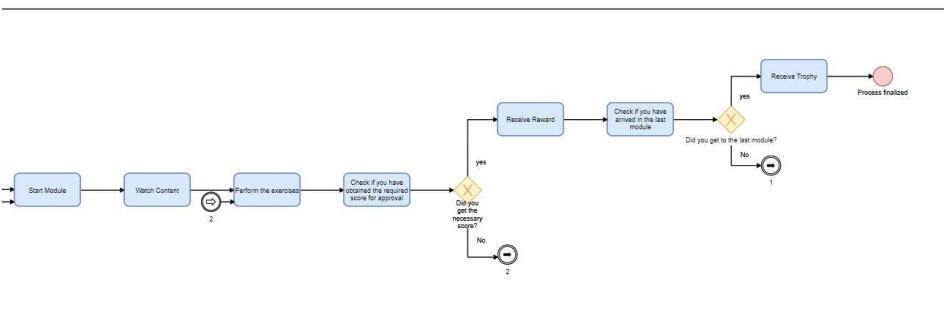 Start Module
Watch Content
2
Perform the exercises
Check if you have
obtained the required
score for approval
Did you
get the
necessary
score?
yes
No
2
Receive Reward
Check if you have
arrived in the last
module
Did you get to the last module?
yes
No
1
Receive Trophy
Process finalized